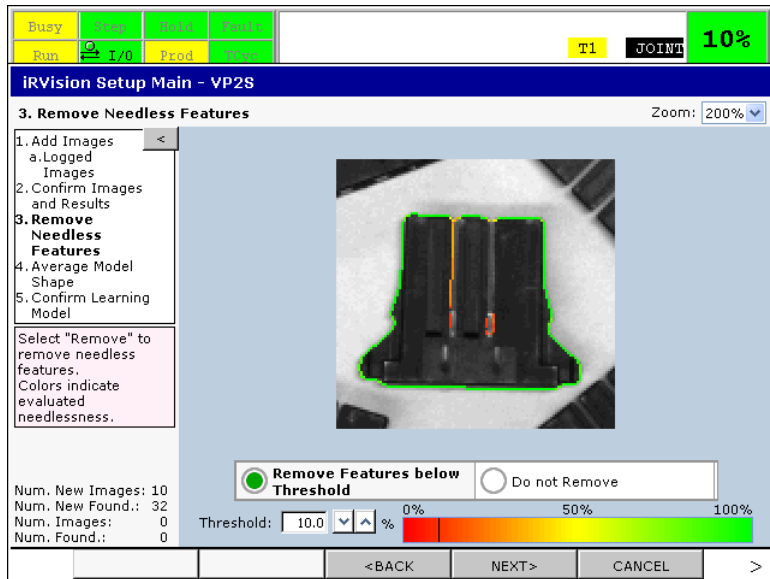 Busy Step Hold Fault
Run I/O Prod TCyc
T1 JOINT 10%
iRVision Setup Main - VP2S
3. Remove Needless Features
Zoom: 200%
<
1. Add Images
a. Logged
Images
2. Confirm Images
and Results
3. Remove
Needless
Features
4. Average Model
Shape
5. Confirm Learning
Model
Select "Remove" to
remove needless
features.
Colors indicate
evaluated
needlessness.
Num. New Images: 10
Num. New Found.: 32
Num. Images: 0
Num. Found.: 0
Remove Features below
Threshold
Do not Remove
Threshold: 10.0 %
0% 50% 100%
<BACK NEXT> CANCEL >